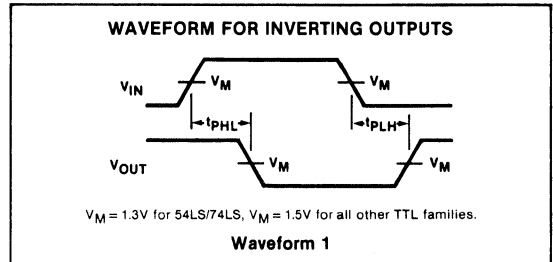 WAVEFORM FOR INVERTING OUTPUTS
VIN
VM
VM
tPHL
tPLH
VOUT
VM
VM
VM = 1.3V for 54LS/74LS, VM = 1.5V for all other TTL families.
Waveform 1